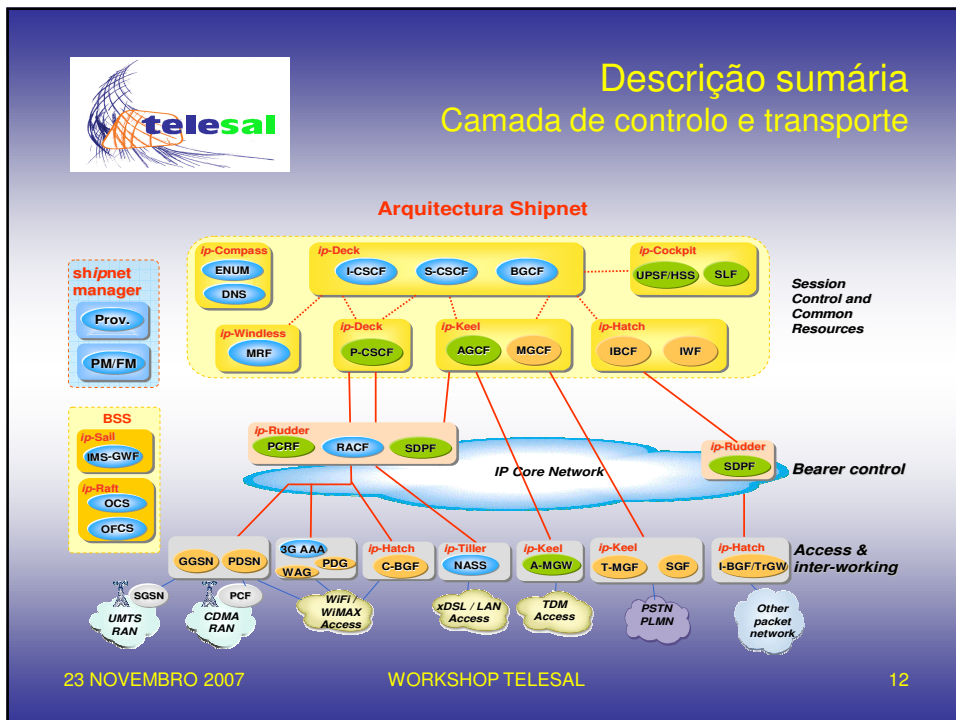 telesal
Descrição sumária
Camada de controlo e transporte
Arquitectura Shipnet
shipnet
manager
Prov.
PM/FM
ip-Compass
ENUM
DNS
ip-Deck
I-CSCF
S-CSCF
BGCF
ip-Cockpit
UPSF/HSS
SLF
Session
Control and
Common
Resources
ip-Windless
MRF
ip-Deck
P-CSCF
ip-Keel
AGCF
MGCF
ip-Hatch
IBCF
IWF
BSS
ip-Sail
IMS-GWF
ip-Raft
OCS
OFCS
ip-Rudder
PCRF
RACF
SDPF
IP Core Network
ip-Rudder
SDPF
Bearer control
GGSN
PDSN
3G AAA
PDG
WAG
ip-Hatch
C-BGF
ip-Tiller
NASS
ip-Keel
A-MGW
ip-Keel
T-MGF
SGF
ip-Hatch
I-BGF/TrGW
Access &
inter-working
SGSN
UMTS
RAN
PCF
CDMA
RAN
WiFi /
WiMAX
Access
xDSL / LAN
Access
TDM
Access
PSTN
PLMN
Other
packet
network
23 NOVEMBRO 2007
WORKSHOP TELESAL
12